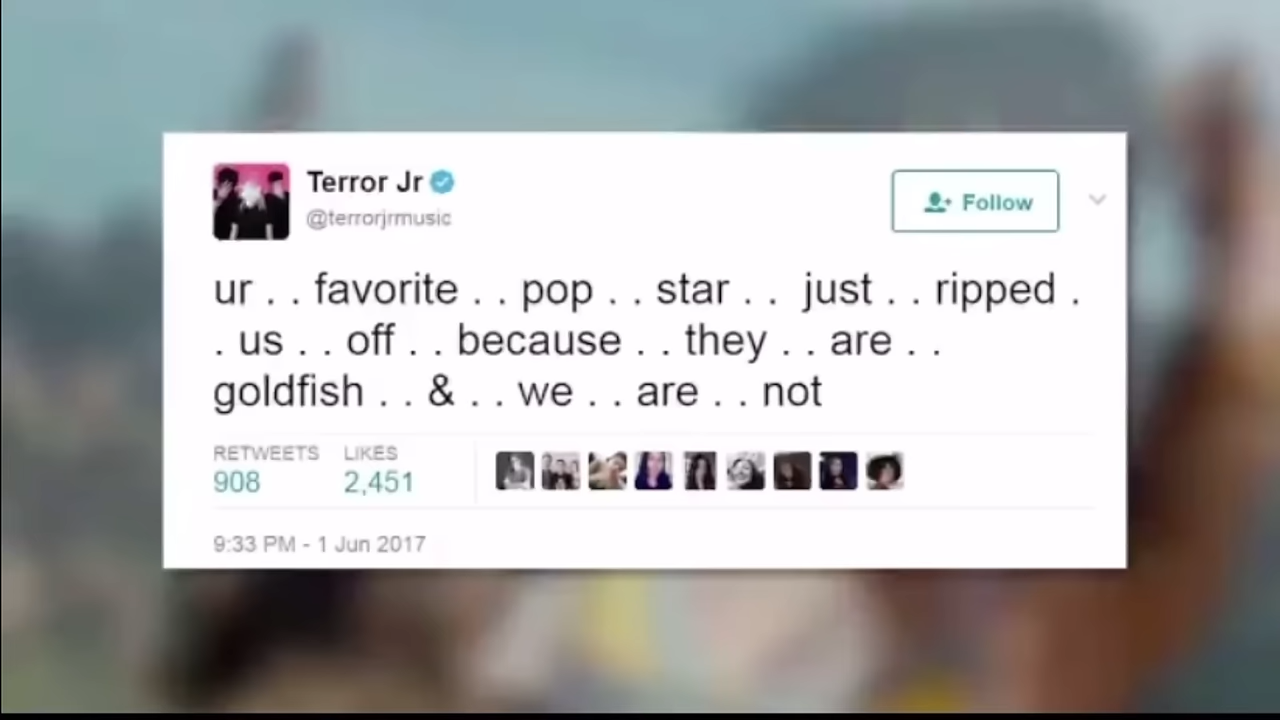 Terror Jr
@terrorjrmusic
Follow
ur . . favorite . . pop . . star . .  just . . ripped .
. us . . off . . because . . they . . are . .
goldfish . . & . . we . . are . . not
RETWEETS LIKES
908 2,451
9:33 PM - 1 Jun 2017